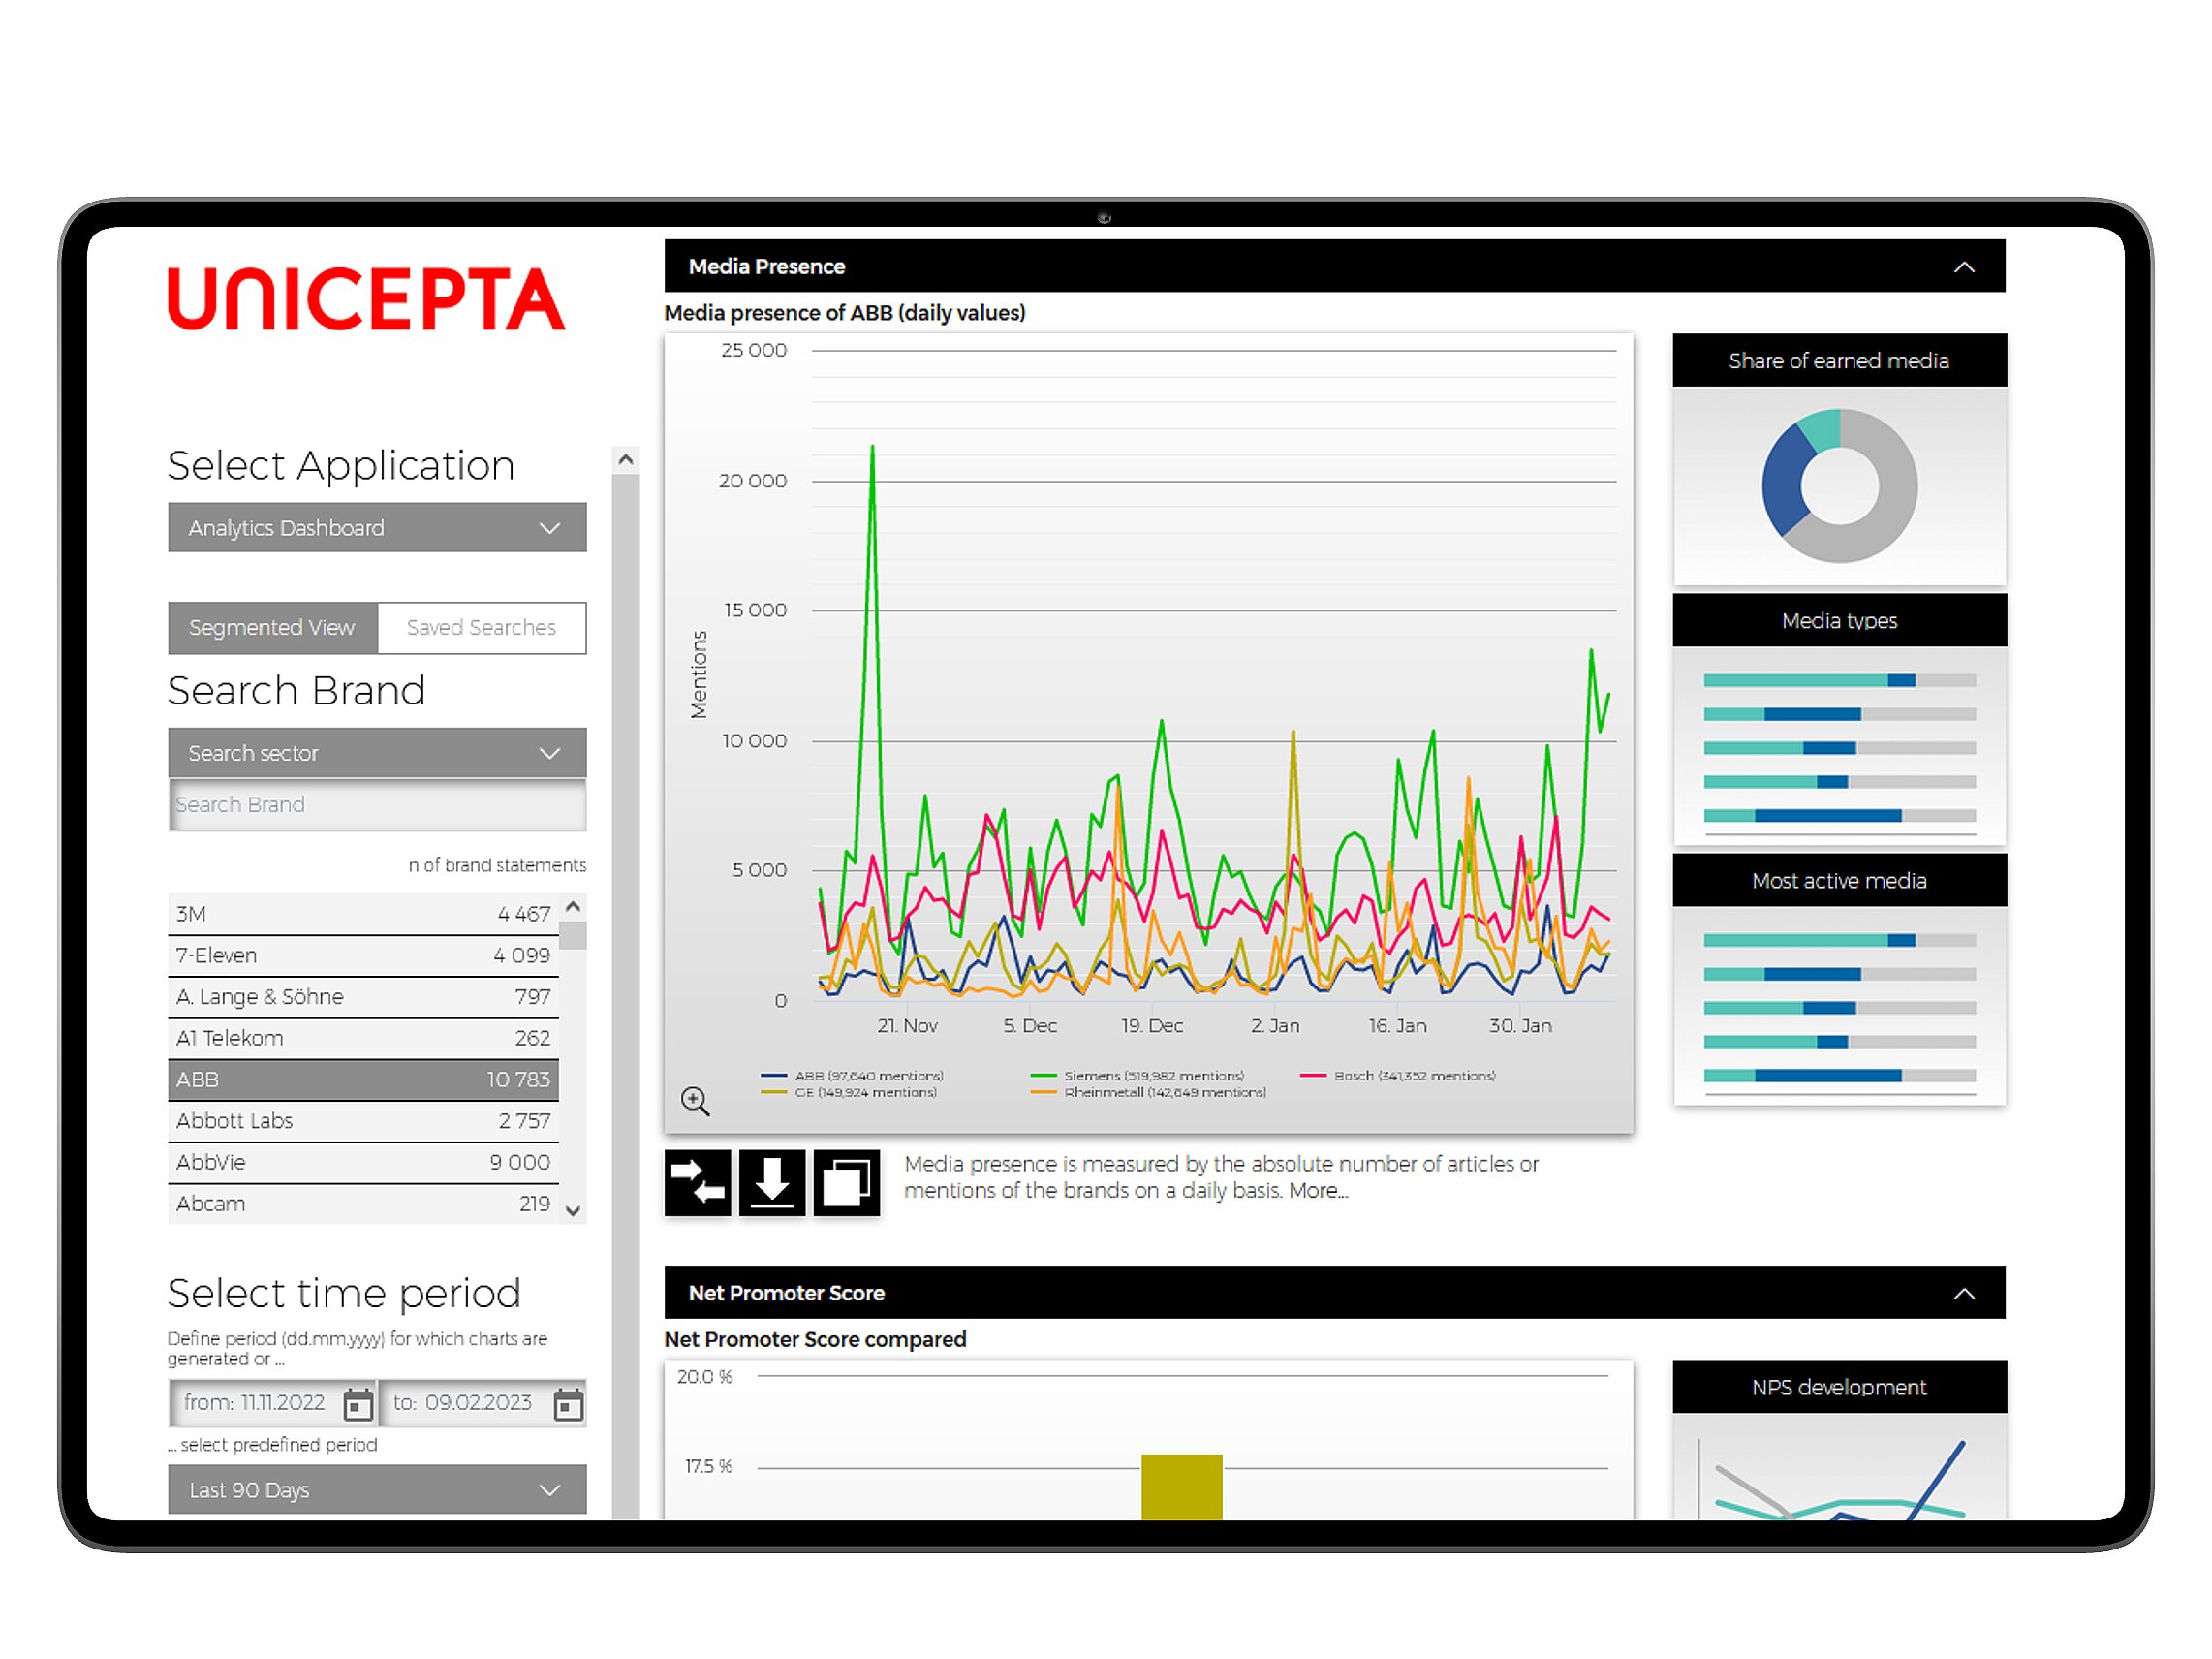 UNICEPTA
Select Application
Analytics Dashboard
Segmented View
Saved Searches
Search Brand
Search sector
Search Brand
n of brand statements
3M 4 467
7-Eleven 4 099
A. Lange & Söhne 797
A1 Telekom 262
ABB 10 783
Abbott Labs 2 757
AbbVie 9 000
Abcam 219
Select time period
Define period (dd.mm.yyyy) for which charts are
generated or ...
from: 11.11.2022
to: 09.02.2023
... select predefined period
Last 90 Days
Media Presence
Media presence of ABB (daily values)
25 000
20 000
15 000
10 000
5 000
0
Mentions
21. Nov
5. Dec
19. Dec
2. Jan
16. Jan
30. Jan
ABB (97,640 mentions)
Siemens (519,982 mentions)
Bosch (341,352 mentions)
GE (149,924 mentions)
Rheinmetall (142,649 mentions)
Media presence is measured by the absolute number of articles or
mentions of the brands on a daily basis. More...
Share of earned media
Media types
Most active media
Net Promoter Score
Net Promoter Score compared
20.0 %
17.5 %
NPS development